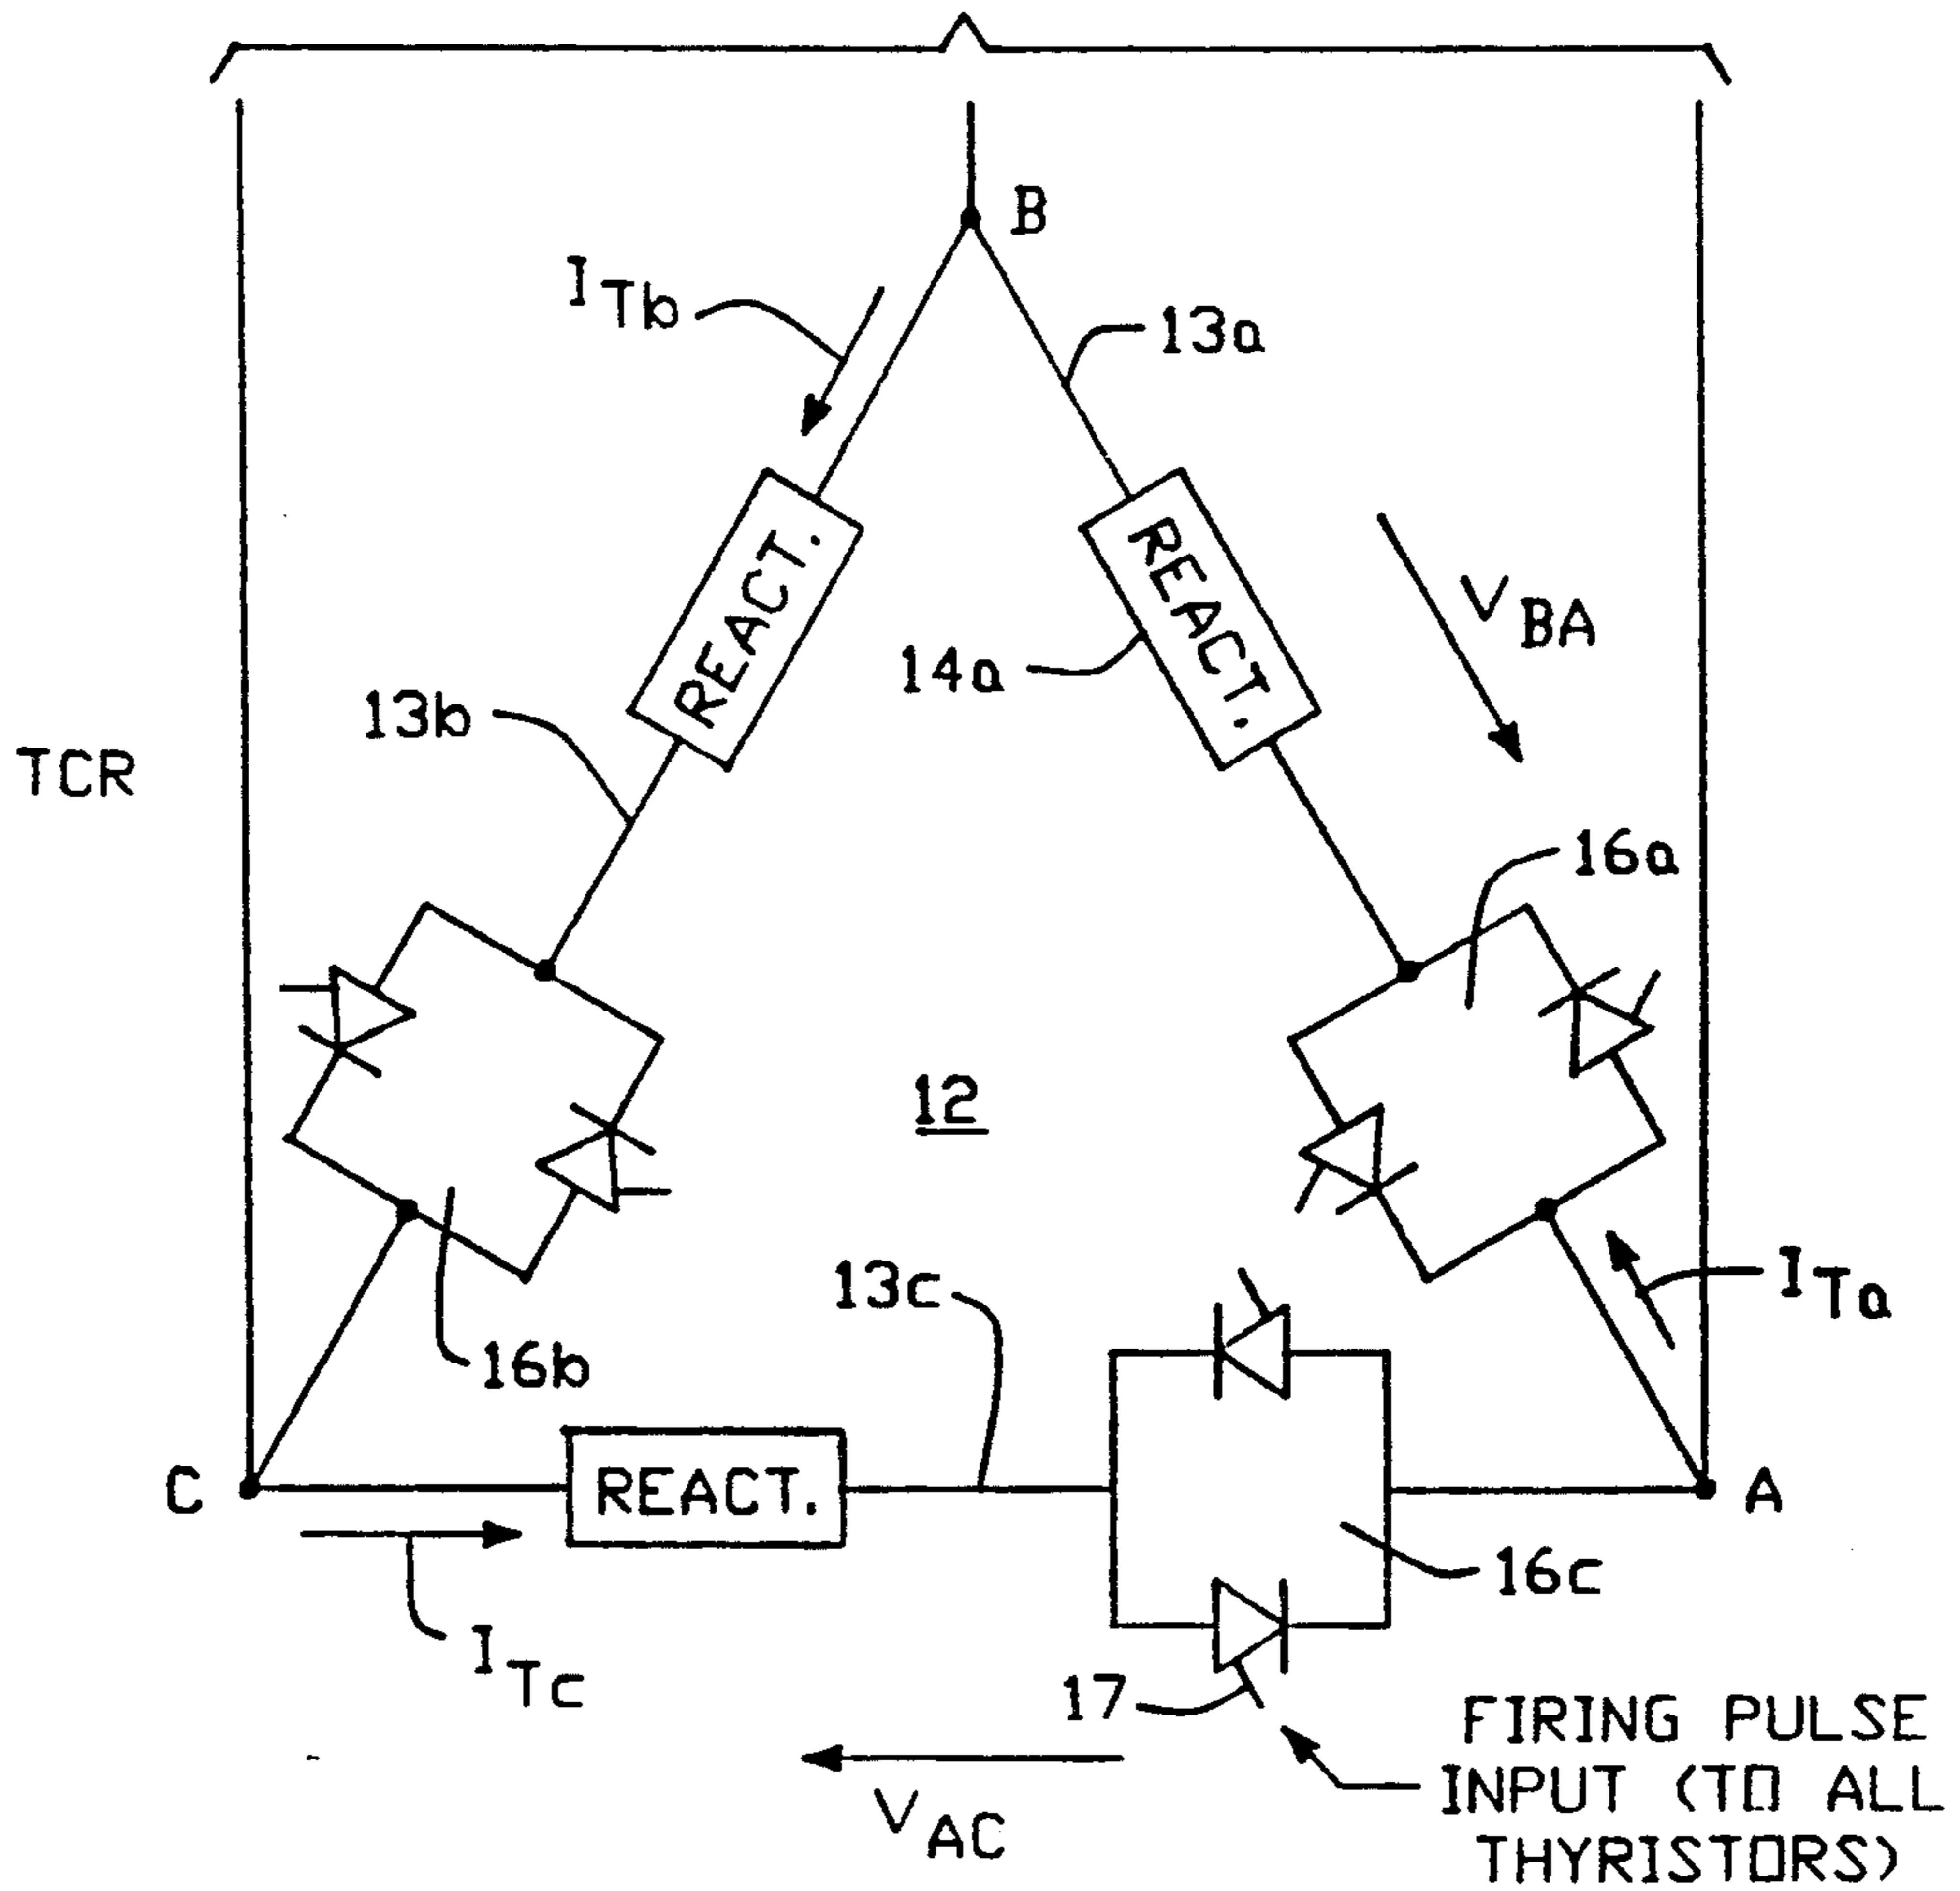 B
I Tb
13a
REACT.
REACT.
V BA
14a
13b
TCR
16a
12
13c
I Ta
16b
C
REACT.
A
16c
I Tc
17
FIRING PULSE
INPUT (TO ALL
THYRISTORS)
V AC